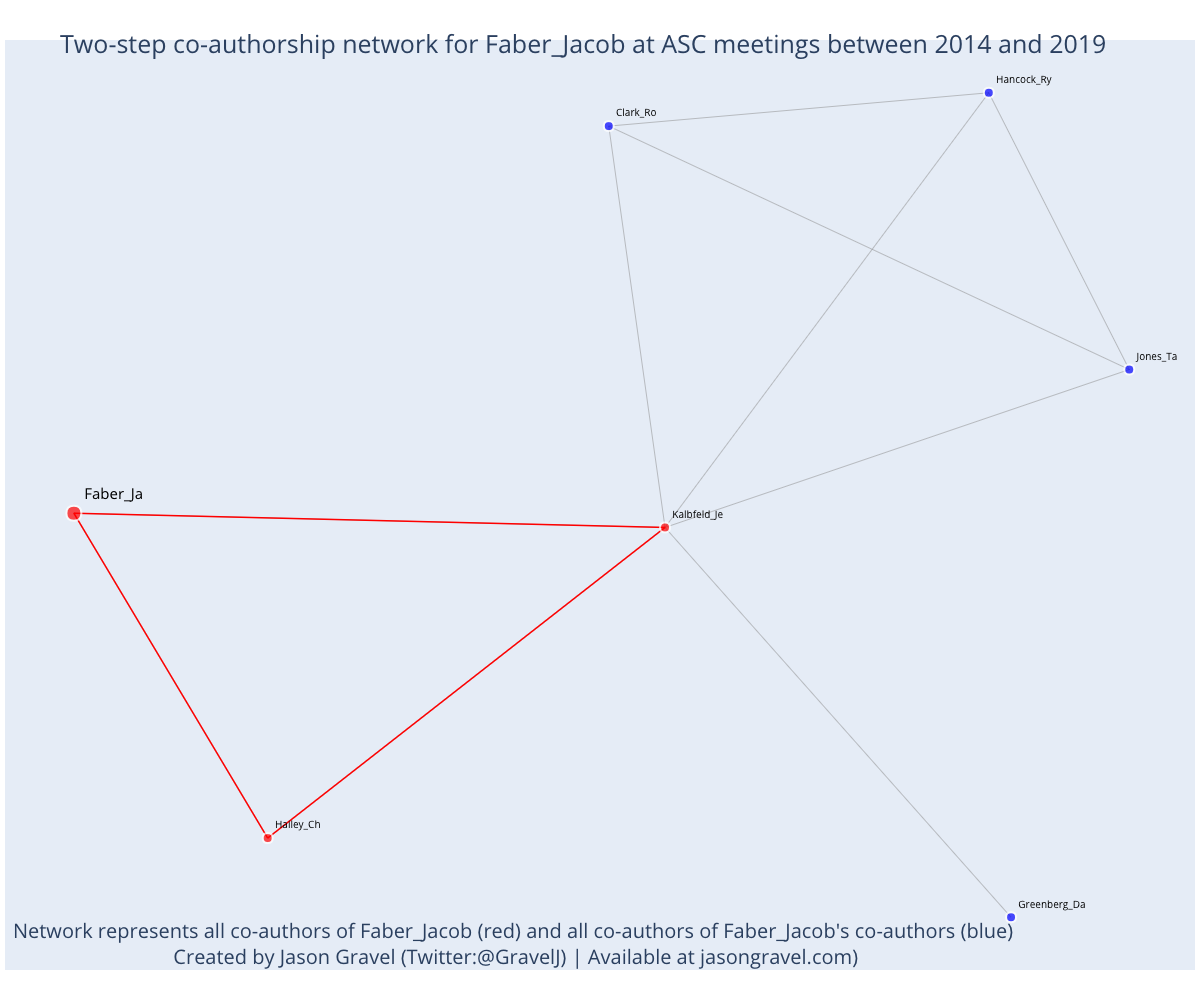 Two-step co-authorship network for Faber_Jacob at ASC meetings between 2014 and 2019
Hancock_Ry
Clark_Ro
Jones_Ta
Faber_Ja
Kalbfeld_Je
Hailey_Ch
Greenberg_Da
Network represents all co-authors of Faber_Jacob (red) and all co-authors of Faber_Jacob's co-authors (blue)
Created by Jason Gravel (Twitter:@GravelJ) | Available at jasongravel.com)